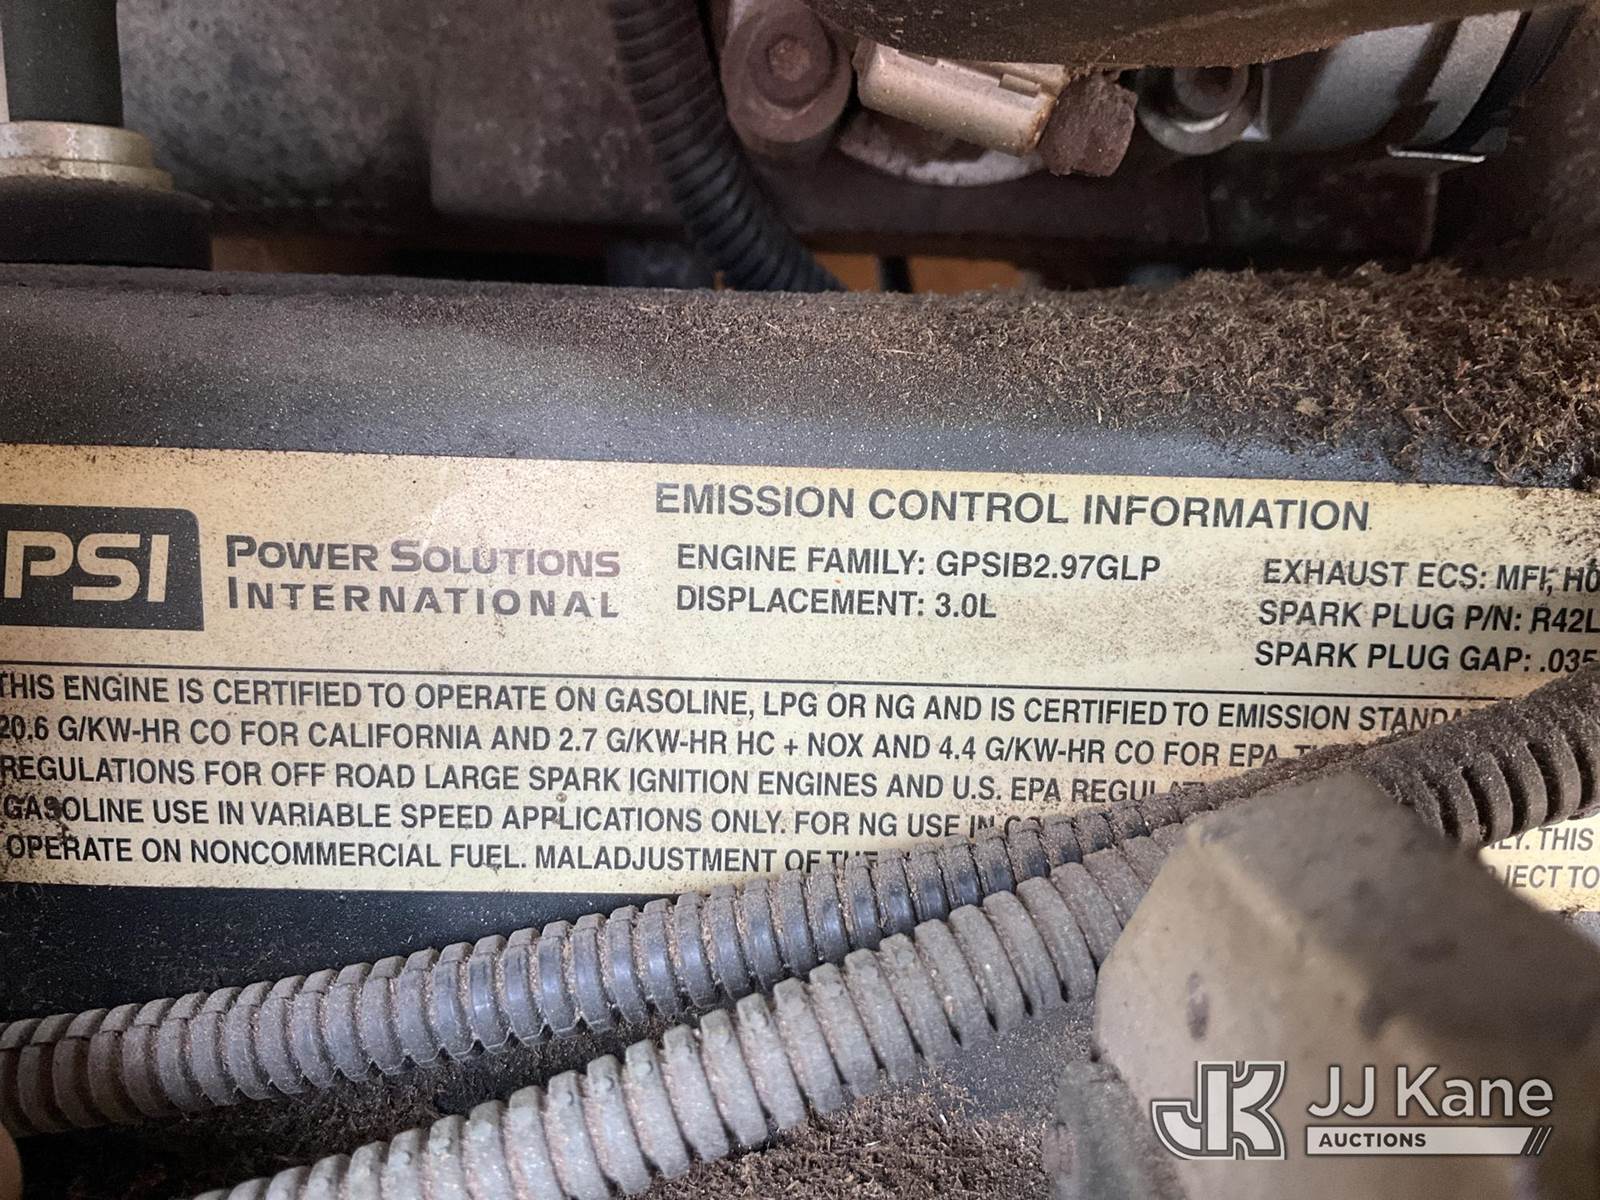 PSI
POWER SOLUTIONS
INTERNATIONAL
EMISSION CONTROL INFORMATION
ENGINE FAMILY: GPSIB2.97GLP
DISPLACEMENT: 3.0L
EXHAUST ECS: MFI,
SPARK PLUG P/N: R42L
SPARK PLUG GAP: .035
THIS ENGINE IS CERTIFIED TO OPERATE ON GASOLINE, LPG OR NG AND IS CERTIFIED TO EMISSION
20.6 G/KW-HR CO FOR CALIFORNIA AND 2.7 G/KW-HR HC + NOX AND 4.4 G/KW-HR CO FOR EPA
REGULATIONS FOR OFF ROAD LARGE SPARK IGNITION ENGINES AND U.S. EPA
GASOLINE USE IN VARIABLE SPEED APPLICATIONS ONLY. FOR NG USE IN THIS
OPERATE ON NONCOMMERCIAL FUEL. MALADJUSTMENT OF TO
JK JJ Kane
AUCTIONS